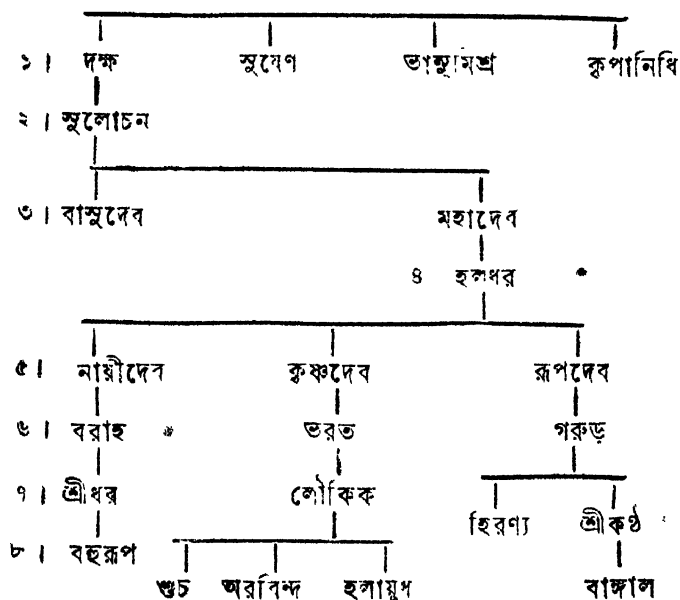 ১। দক্ষ সুষেণ ভানুমিশ্র কৃপানিধি
২। সুলোচন
৩। বাসুদেব মহাদেব
৪ হলধর
৫। নায়ীদেব কৃষ্ণদেব রূপদেব
৬। বরাহ ভরত গরুড়
৭। শ্রীধর লৌকিক হিরণ্য শ্রীকণ্ঠ
৮। বহুরূপ শুচ অরবিন্দ হলায়ুধ বাঙ্গাল